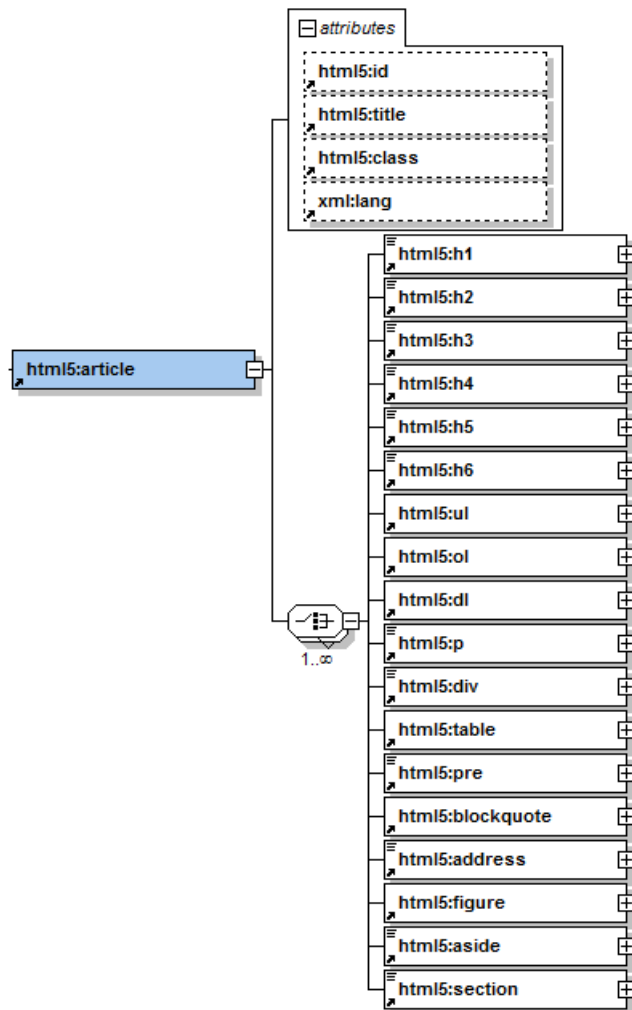 attributes
html5:id
html5:title
html5:class
xml:lang
html5:article
html5:h1
html5:h2
html5:h3
html5:h4
html5:h5
html5:h6
html5:ul
html5:ol
html5:dl
html5:p
html5:div
html5:table
html5:pre
html5:blockquote
html5:address
html5:figure
html5:aside
html5:section
1..∞